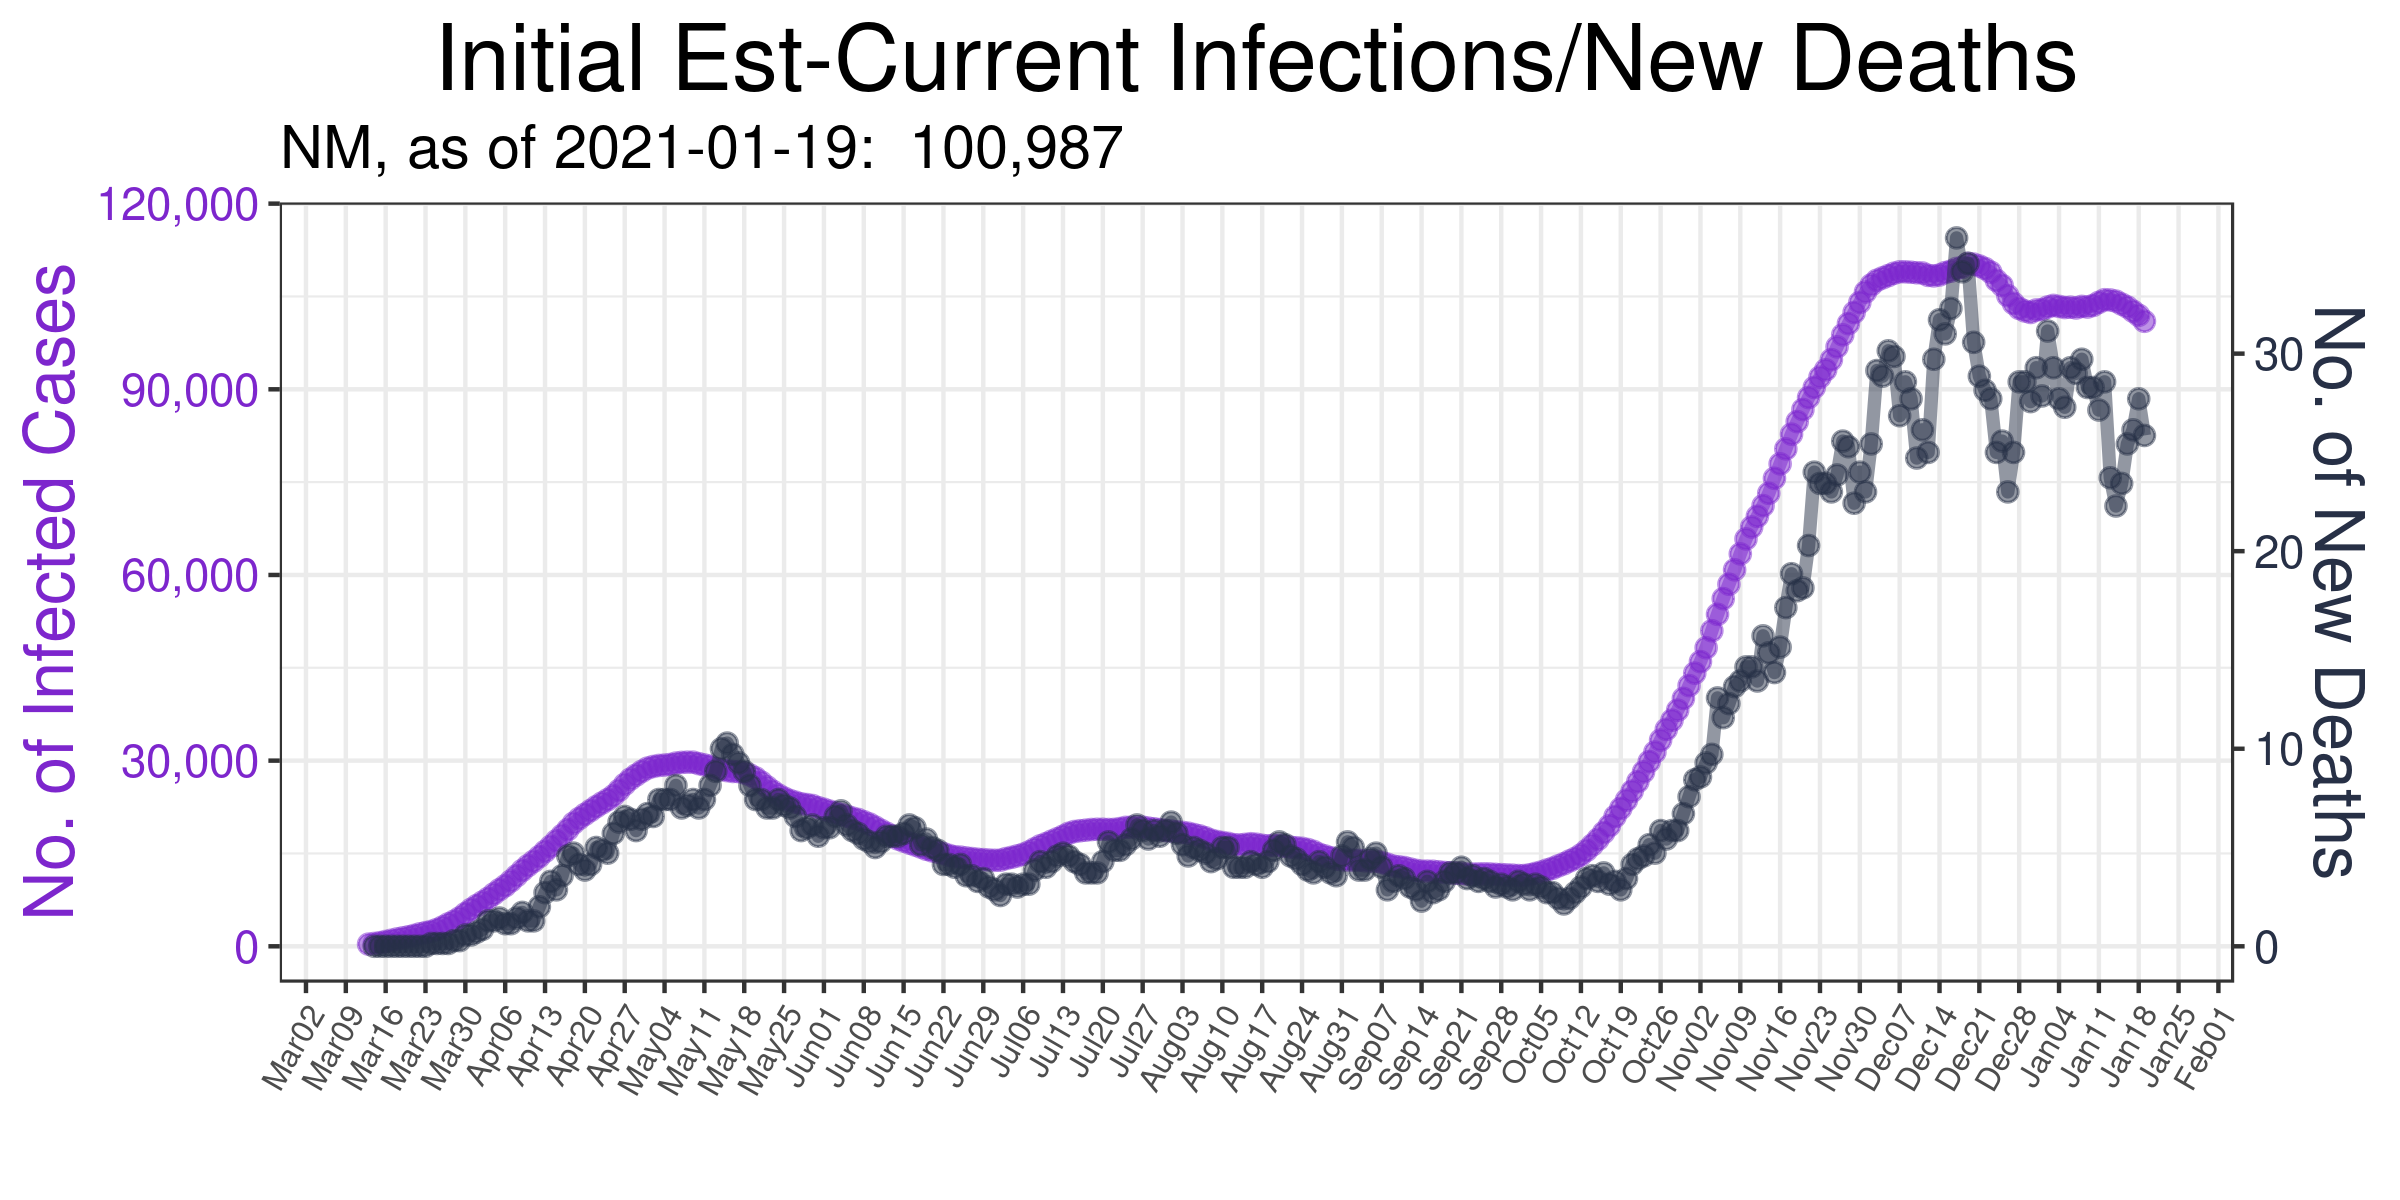 Initial Est-Current Infections/New Deaths
NM, as of 2021-01-19:  100,987
No. of Infected Cases
120,000
90,000
60,000
30,000
0
No. of New Deaths
30
20
10
0
Mar02
Mar09
Mar16
Mar23
Mar30
Apr06
Apr13
Apr20
Apr27
May04
May11
May18
May25
Jun01
Jun08
Jun15
Jun22
Jun29
Jul06
Jul13
Jul20
Jul27
Aug03
Aug10
Aug17
Aug24
Aug31
Sep07
Sep14
Sep21
Sep28
Oct05
Oct12
Oct19
Oct26
Nov02
Nov09
Nov16
Nov23
Nov30
Dec07
Dec14
Dec21
Dec28
Jan04
Jan11
Jan18
Jan25
Feb01